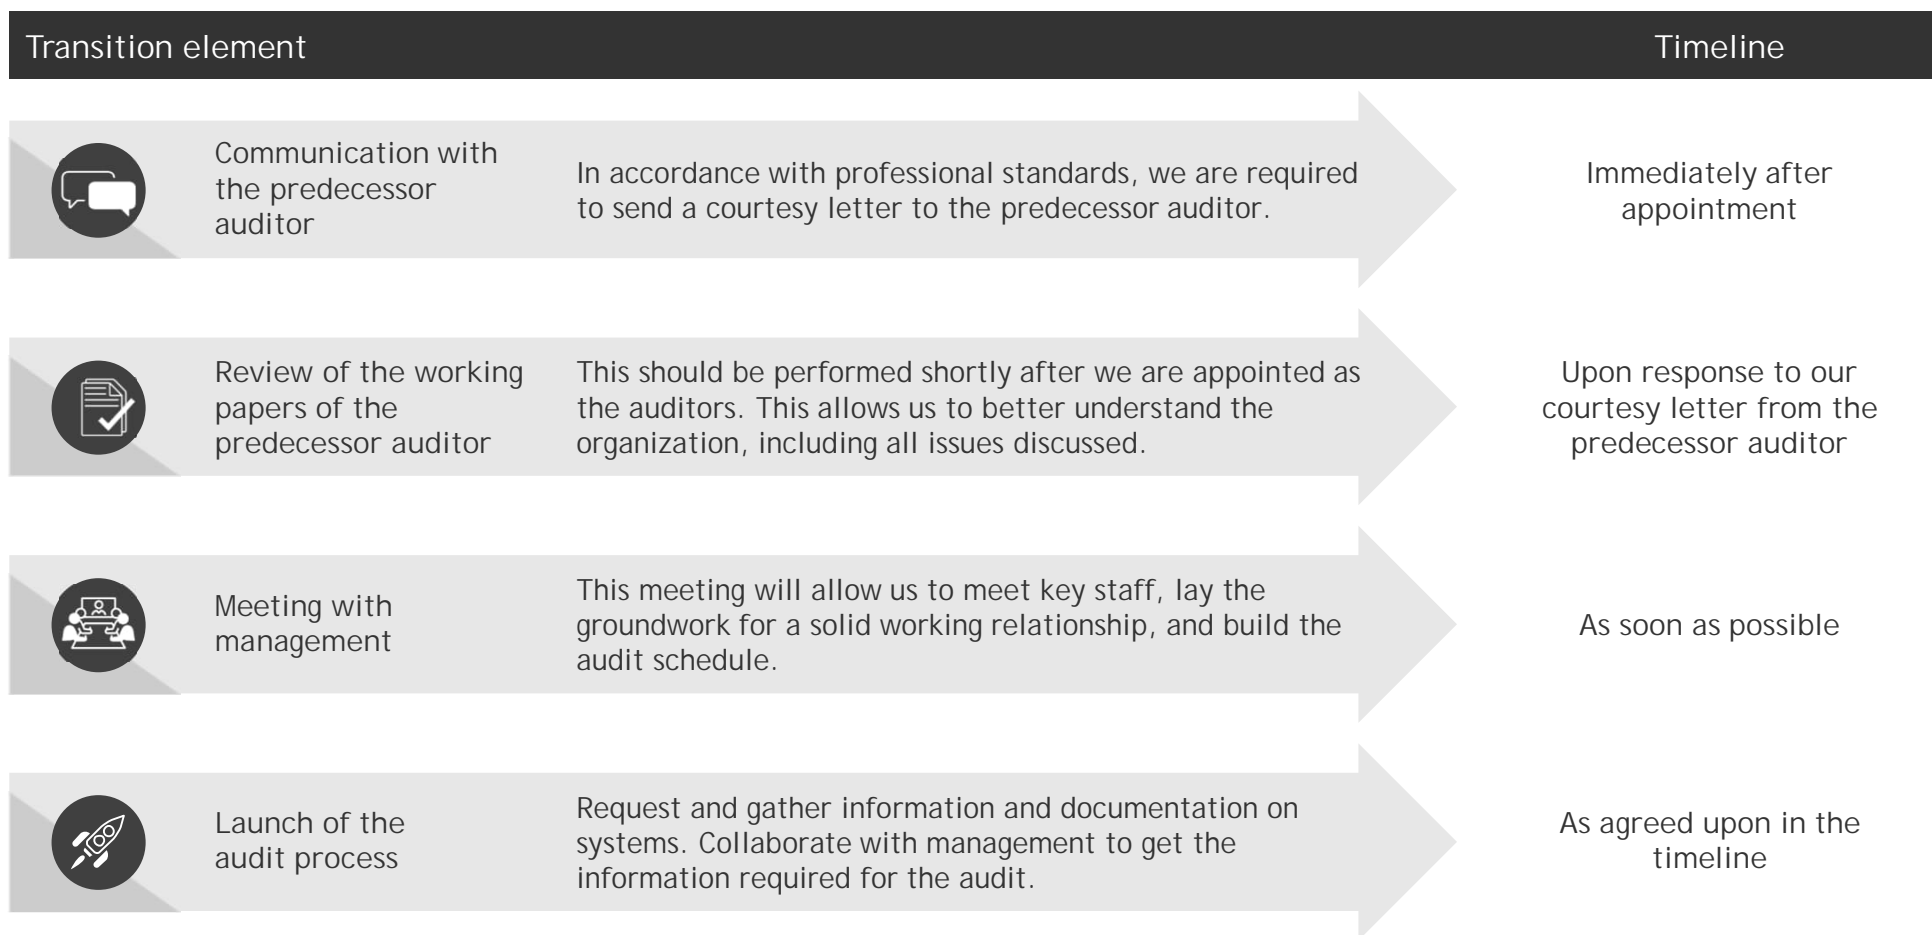 Transition element
Timeline
Communication with
the predecessor
auditor
In accordance with professional standards, we are required
to send a courtesy letter to the predecessor auditor.
Immediately after
appointment
Review of the working
papers of the
predecessor auditor
This should be performed shortly after we are appointed as
the auditors. This allows us to better understand the
organization, including all issues discussed.
Upon response to our
courtesy letter from the
predecessor auditor
Meeting with
management
This meeting will allow us to meet key staff, lay the
groundwork for a solid working relationship, and build the
audit schedule.
As soon as possible
Launch of the
audit process
Request and gather information and documentation on
systems. Collaborate with management to get the
information required for the audit.
As agreed upon in the
timeline